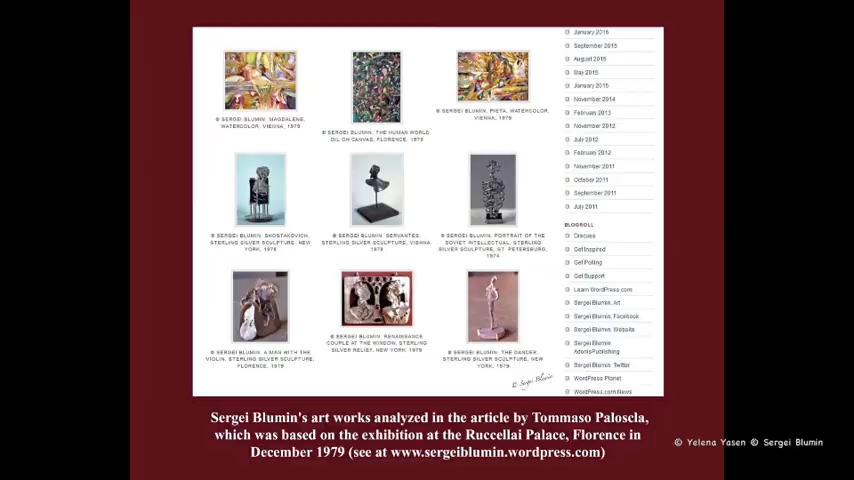 January 2016
September 2015
August 2015
May 2015
January 2015
November 2014
February 2013
November 2012
July 2012
February 2012
November 2011
October 2011
September 2011
July 2011
BLOGROLL
Discuss
Get Inspired
Get Polling
Get Support
Learn WordPress.com
Sergei Blumin, Art
Sergei Blumin, Facebook
Sergei Blumin, Website
Sergei Blumin.
AdonisPublishing
Sergei Blumin, Twitter
WordPress Planet
WordPress.com News
© SERGEI BLUMIN. MAGDALENE,
WATERCOLOR, VIENNA, 1979
© SERGEI BLUMIN. THE HUMAN WORLD,
OIL ON CANVAS, FLORENCE, 1979
© SERGEI BLUMIN. PIETA, WATERCOLOR,
VIENNA, 1979
© SERGEI BLUMIN. SHOSTAKOVICH,
STERLING SILVER SCULPTURE, NEW
YORK,
© SERGEI BLUMIN. SERVANTES,
STERLING SILVER SCULPTURE, VIENNA,
1979
© SERGEI BLUMIN. PORTRAIT OF THE
SOVIET INTELLECTUAL, STERLING
SILVER SCULPTURE, ST. PETERSBURG,
1974
© SERGEI BLUMIN. A MAN WITH THE
VIOLIN, STERLING SILVER SCULPTURE,
FLORENCE, 1979
© SERGEI BLUMIN. RENAISSANCE
COUPLE AT THE WINDOW, STERLING
SILVER RELIEF, NEW YORK, 1979
© SERGEI BLUMIN. THE DANCER,
STERLING SILVER SCULPTURE, NEW
YORK, 1979
© Sergei Blumin
Sergei Blumin's art works analyzed in the article by Tommaso Paloscla,
which was based on the exhibition at the Ruccellai Palace, Florence in
December 1979 (see at www.sergeiblumin.wordpress.com)
© Yelena Yasen © Sergei Blumin